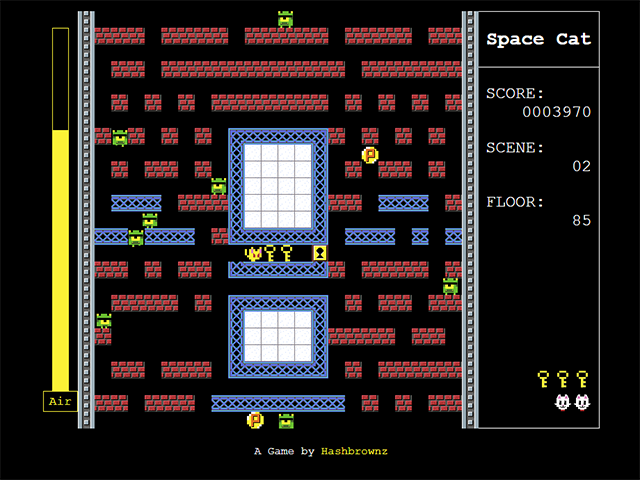 Space Cat
SCORE:
0003970
SCENE:
02
FLOOR:
85
P
P
Air
A Game by Hashbrownz